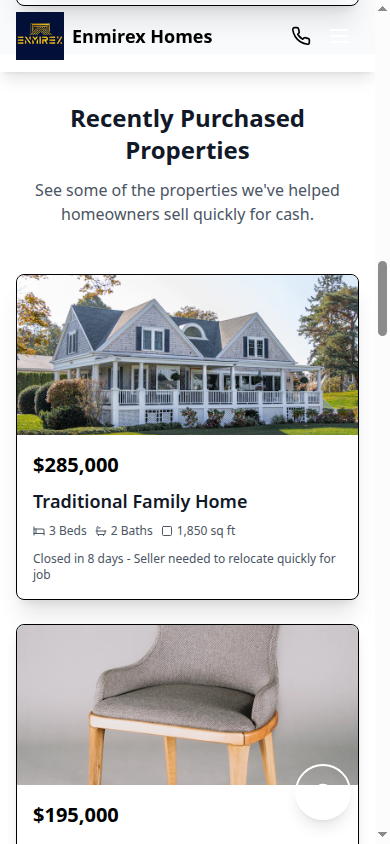 ENMIREX
Enmirex Homes
Recently Purchased
Properties
See some of the properties we've helped
homeowners sell quickly for cash.
$285,000
Traditional Family Home
3 Beds 2 Baths 1,850 sq ft
Closed in 8 days - Seller needed to relocate quickly for
job
$195,000